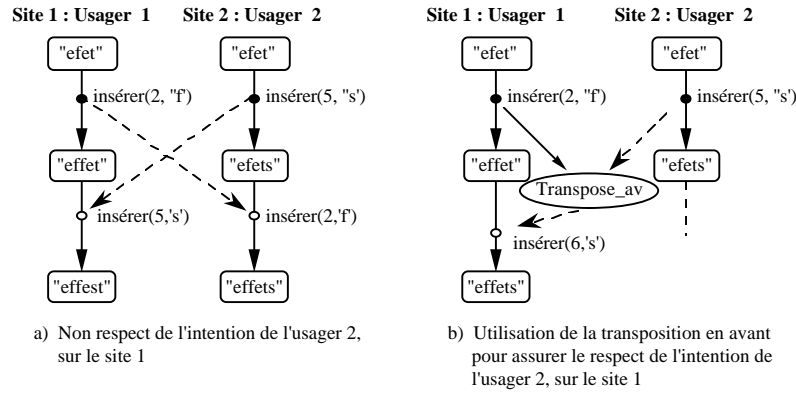 Site 1 : Usager 1 Site 2 : Usager 2
"efet" "efet"
insérer(2, "f') insérer(5, "s')
"effet" "efets"
insérer(5,'s') insérer(2,'f')
"effest" "effets"
a) Non respect de l'intention de l'usager 2,
sur le site 1
Site 1 : Usager 1 Site 2 : Usager 2
"efet" "efet"
insérer(2, "f') insérer(5, "s')
"effet" "efets"
Transpose_av
insérer(6,'s')
"effets"
b) Utilisation de la transposition en avant
pour assurer le respect de l'intention de
l'usager 2, sur le site 1